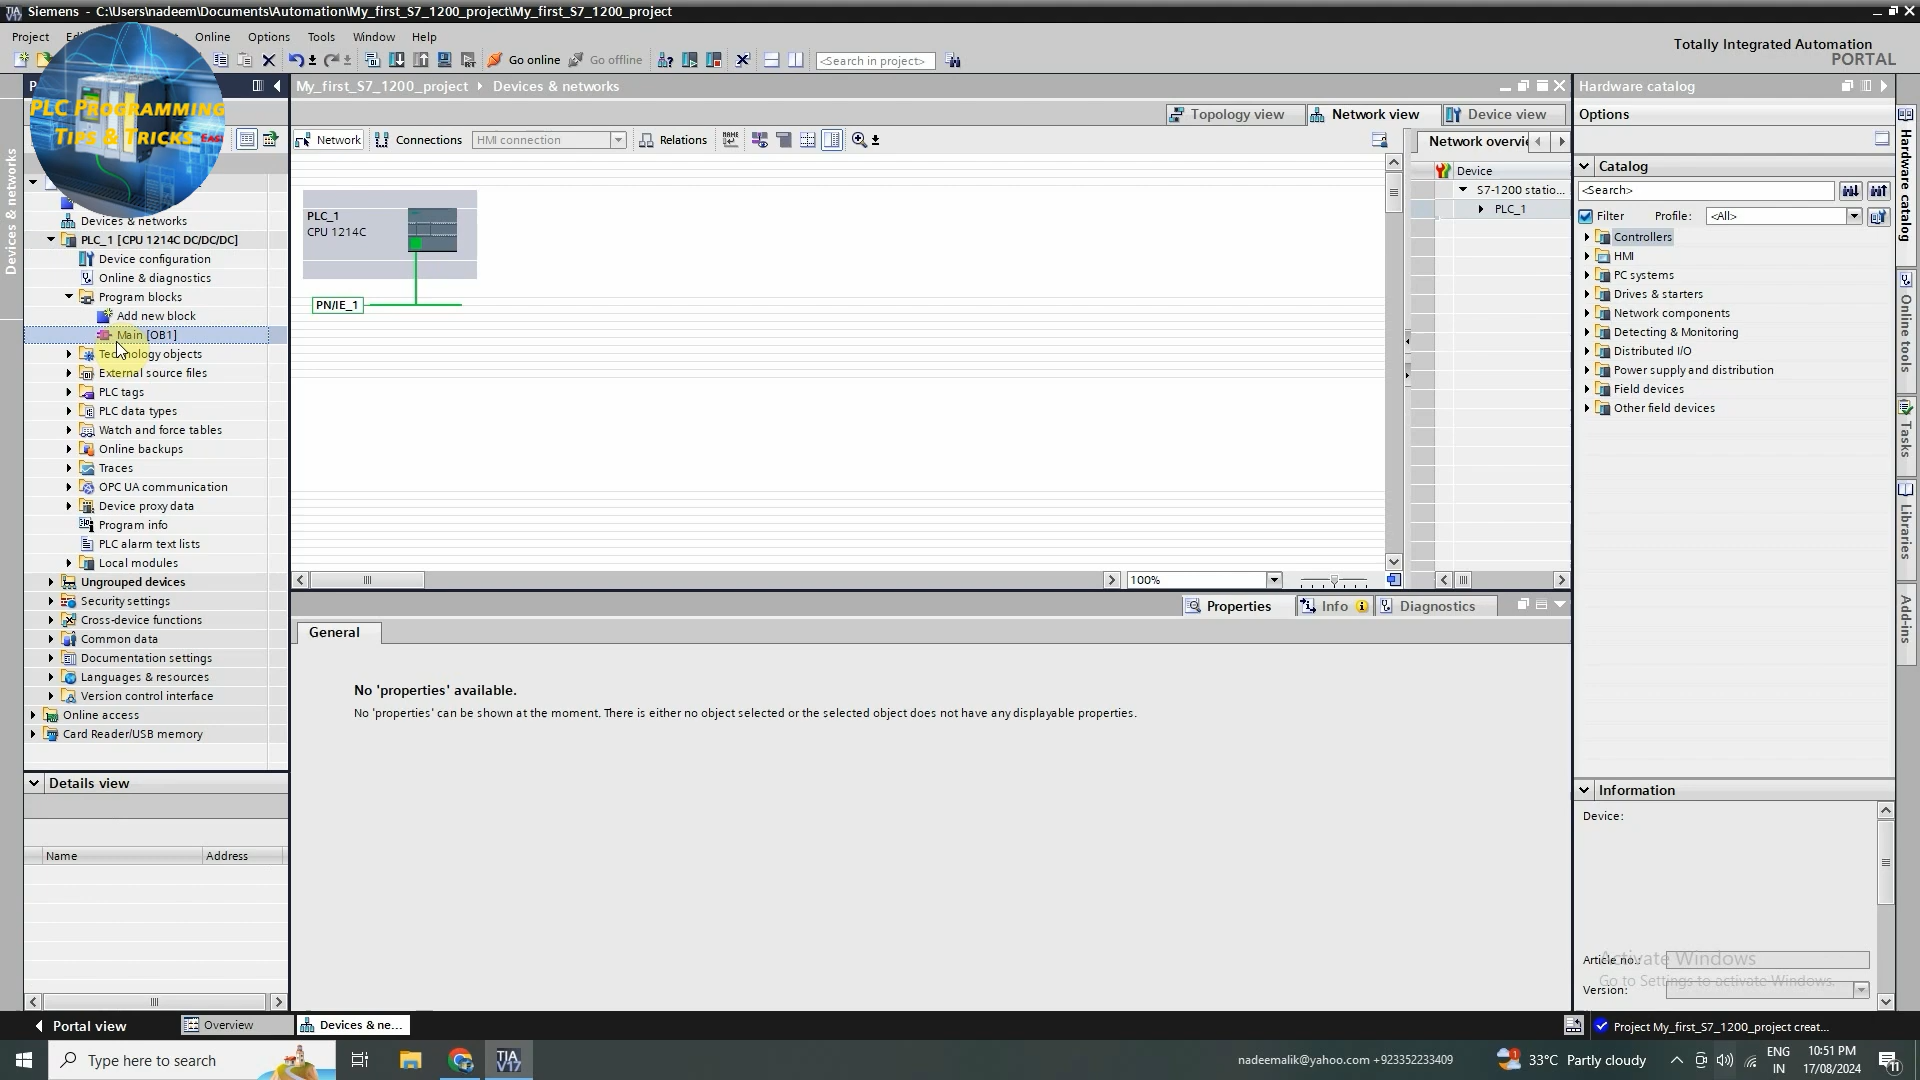 Siemens - C:\Users\nadeem\Documents\Automation\My_first_S7_1200_project\My_first_S7_1200_project
Project Online Options Tools Window Help
Totally Integrated Automation
PORTAL
Go online Go offline <Search in project>
My_first_S7_1200_project Devices & networks
PLC PROGRAMMING
TIPS & TRICKS
Topology view Network view Device view
Network Connections HMI connection Relations
Devices & networks
Devices & networks
PLC_1 [CPU 1214C DC/DC/DC]
Device configuration
Online & diagnostics
Program blocks
Add new block
Main [OB1]
Technology objects
External source files
PLC tags
PLC data types
Watch and force tables
Online backups
Traces
OPC UA communication
Device proxy data
Program info
PLC alarm text lists
Local modules
Ungrouped devices
Security settings
Cross-device functions
Common data
Documentation settings
Languages & resources
Version control interface
Online access
Card Reader/USB memory
Details view
Name Address
PLC_1
CPU 1214C
PN/IE_1
100%
Network overvi
Device
S7-1200 statio...
PLC_1
Properties Info Diagnostics
General
No 'properties' available.
No 'properties' can be shown at the moment. There is either no object selected or the selected object does not have any displayable properties.
Hardware catalog
Options
Catalog
<Search>
Filter Profile: <All>
Controllers
HMI
PC systems
Drives & starters
Network components
Detecting & Monitoring
Distributed I/O
Power supply and distribution
Field devices
Other field devices
Information
Device:
Article no.:
Version:
Activate Windows
Go to Settings to activate Windows.
Hardware catalog
Online tools
Tasks
Libraries
Add-ins
Portal view Overview Devices & ne...
Project My_first_S7_1200_project creat...
Type here to search
TIA
V17
nadeemalik@yahoo.com +923352233409
33°C Partly cloudy
ENG
IN
10:51 PM
17/08/2024
11